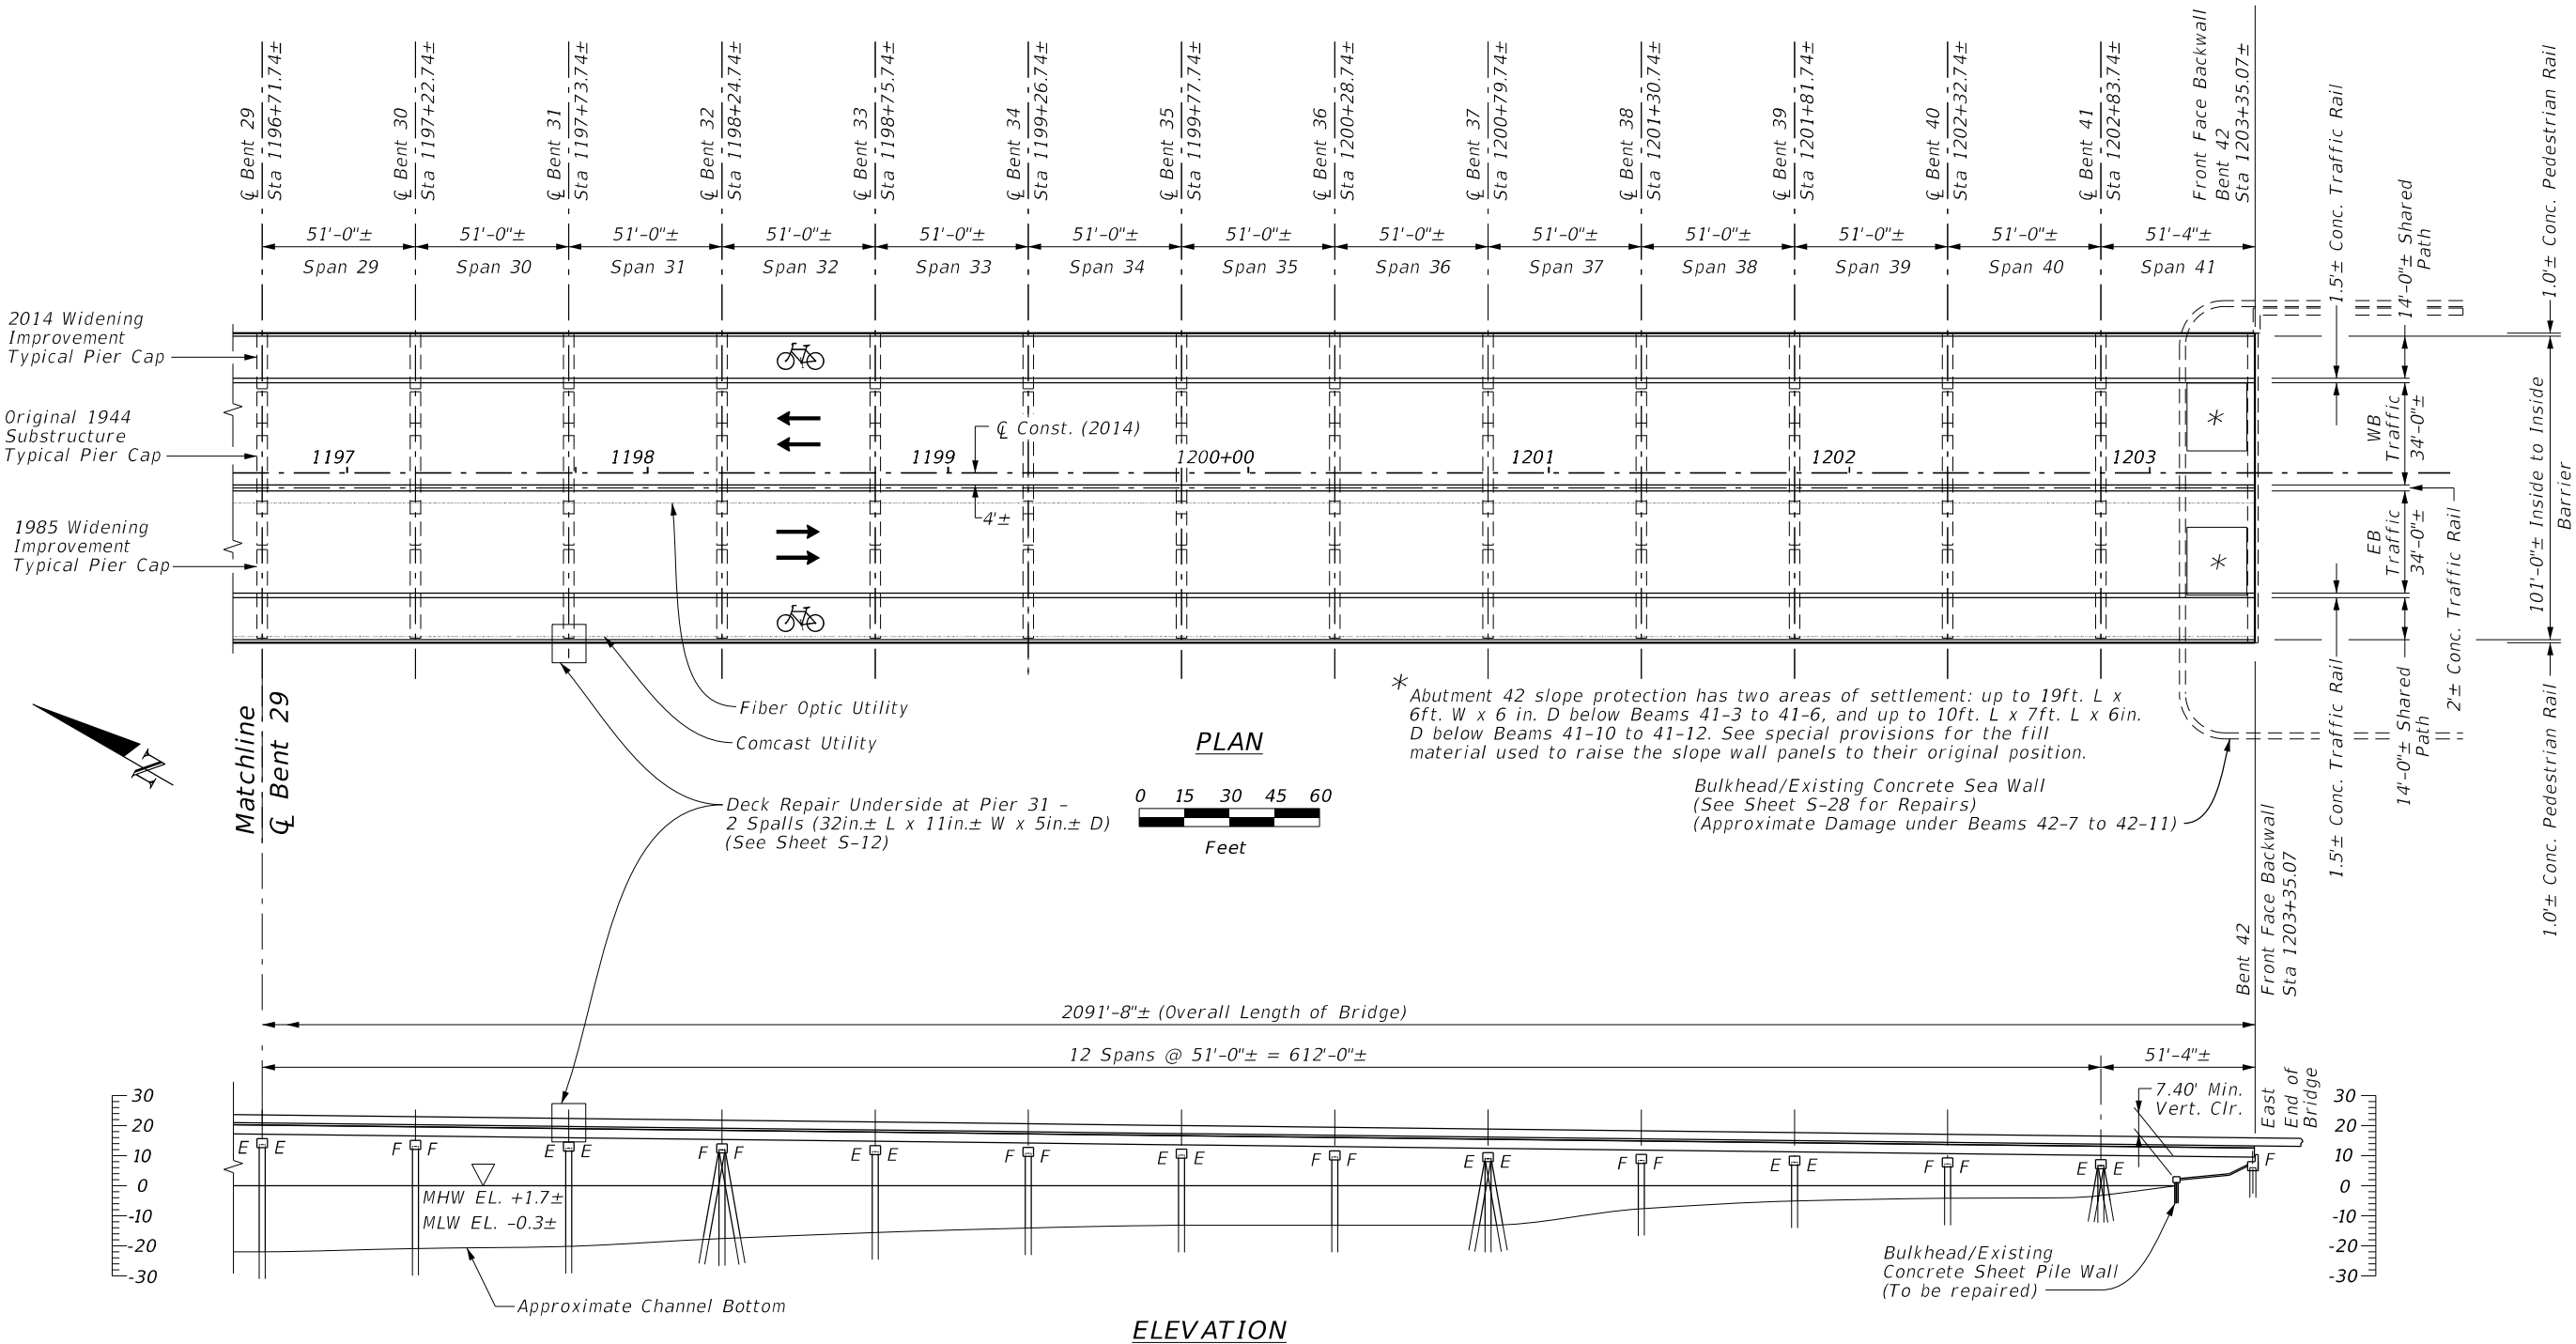 ℄ Bent 29
Sta 1196+71.74±
℄ Bent 30
Sta 1197+22.74±
℄ Bent 31
Sta 1197+73.74±
℄ Bent 32
Sta 1198+24.74±
℄ Bent 33
Sta 1198+75.74±
℄ Bent 34
Sta 1199+26.74±
℄ Bent 35
Sta 1199+77.74±
℄ Bent 36
Sta 1200+28.74±
℄ Bent 37
Sta 1200+79.74±
℄ Bent 38
Sta 1201+30.74±
℄ Bent 39
Sta 1201+81.74±
℄ Bent 40
Sta 1202+32.74±
℄ Bent 41
Sta 1202+83.74±
Front Face Backwall
Bent 42
Sta 1203+35.07±
51'-0"± 51'-0"± 51'-0"± 51'-0"± 51'-0"± 51'-0"± 51'-0"± 51'-0"± 51'-0"± 51'-0"± 51'-0"± 51'-0"± 51'-4"±
Span 29 Span 30 Span 31 Span 32 Span 33 Span 34 Span 35 Span 36 Span 37 Span 38 Span 39 Span 40 Span 41
1.5'± Conc. Traffic Rail
14'-0"± Shared
Path
1.0'± Conc. Pedestrian Rail
2014 Widening
Improvement
Typical Pier Cap
Original 1944
Substructure
Typical Pier Cap
1985 Widening
Improvement
Typical Pier Cap
℄ Const. (2014)
1197 1198 1199 1200+00 1201 1202 1203
4'±
*
*
WB
Traffic
34'-0"±
EB
Traffic
34'-0"±
101'-0"± Inside to Inside
Barrier
2'± Conc. Traffic Rail
1.5'± Conc. Traffic Rail
14'-0"± Shared
Path
1.0'± Conc. Pedestrian Rail
N
Matchline
℄ Bent 29
Fiber Optic Utility
Comcast Utility
Deck Repair Underside at Pier 31 -
2 Spalls (32in.± L x 11in.± W x 5in.± D)
(See Sheet S-12)
PLAN
0 15 30 45 60
Feet
* Abutment 42 slope protection has two areas of settlement: up to 19ft. L x
6ft. W x 6 in. D below Beams 41-3 to 41-6, and up to 10ft. L x 7ft. L x 6in.
D below Beams 41-10 to 41-12. See special provisions for the fill
material used to raise the slope wall panels to their original position.
Bulkhead/Existing Concrete Sea Wall
(See Sheet S-28 for Repairs)
(Approximate Damage under Beams 42-7 to 42-11)
Bent 42
Front Face Backwall
Sta 1203+35.07
2091'-8"± (Overall Length of Bridge)
12 Spans @ 51'-0"± = 612'-0"±
51'-4"±
7.40' Min.
Vert. Clr.
East
End of
Bridge
30
20
10
0
-10
-20
-30
E E F F E E F F E E F F E E F F E E F F E E F F E E F
MHW EL. +1.7±
MLW EL. -0.3±
30
20
10
0
-10
-20
-30
Approximate Channel Bottom
Bulkhead/Existing
Concrete Sheet Pile Wall
(To be repaired)
ELEVATION